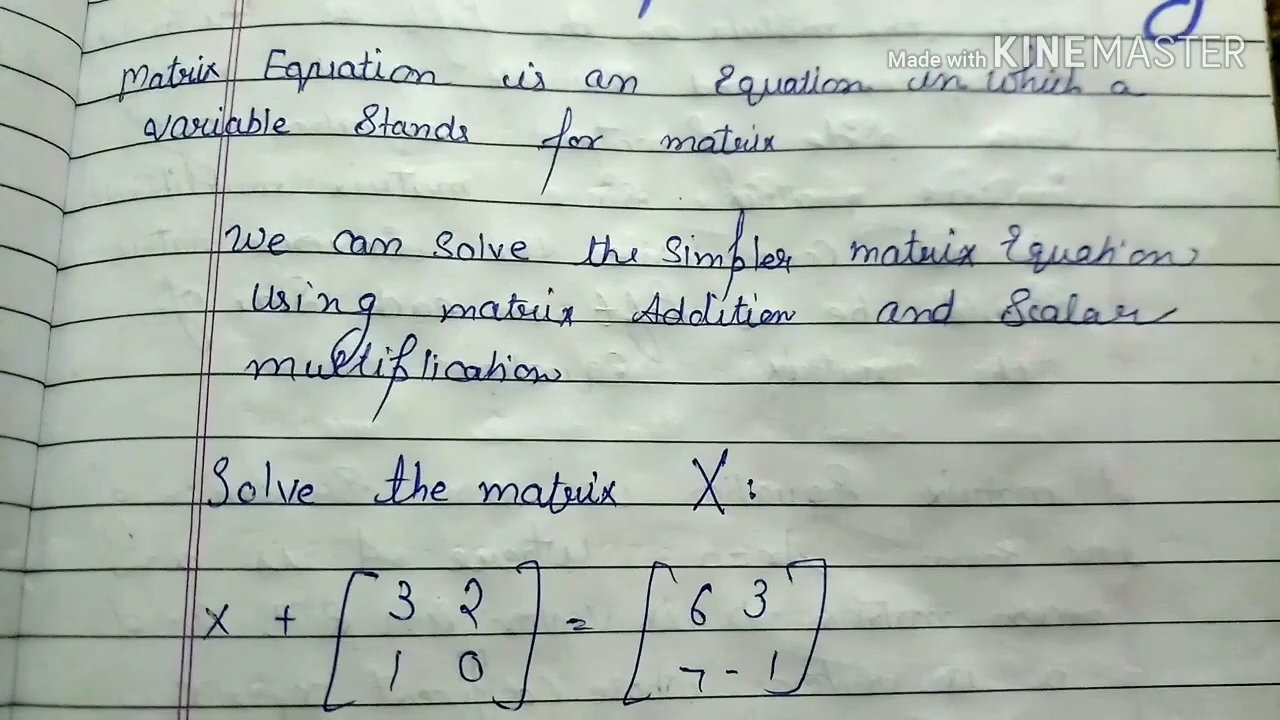 Made with KINEMASTER
Matrix Equation is an Equation in which a
variable Stands for matrix
We can Solve the Simpler matrix Equation
Using matrix Addition and Scalar
multiplication
Solve the matrix X:
X + [ 3 2 ] = [ 6 3 ]
[ 1 0 ] [ 7 -1 ]